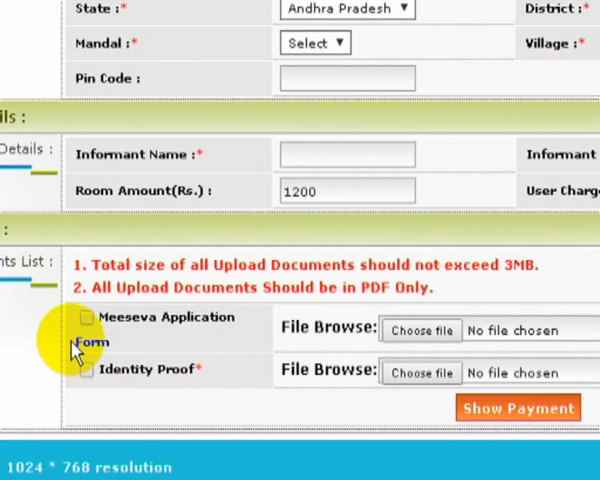 State :* Andhra Pradesh ▼ District :*
Mandal :* Select ▼ Village :*
Pin Code :
ils :
Details :
Informant Name :* Informant
Room Amount(Rs.) : 1200 User Charg
:
nts List :
1. Total size of all Upload Documents should not exceed 3MB.
2. All Upload Documents Should be in PDF Only.
Meeseva Application
Form
File Browse: Choose file No file chosen
Identity Proof* File Browse: Choose file No file chosen
Show Payment
1024 * 768 resolution